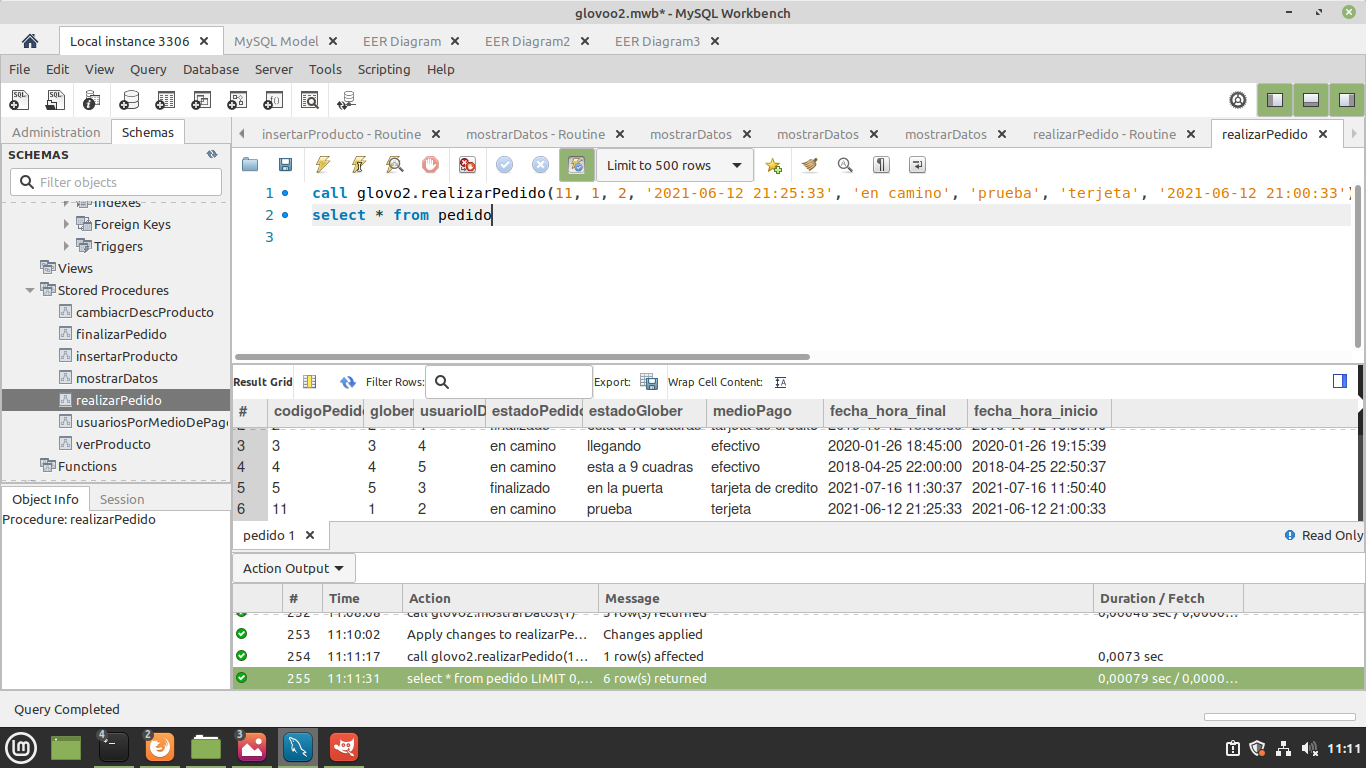 glovoo2.mwb* - MySQL Workbench
Local instance 3306 MySQL Model EER Diagram EER Diagram2 EER Diagram3
File Edit View Query Database Server Tools Scripting Help
Administration Schemas
SCHEMAS
Filter objects
Indexes
Foreign Keys
Triggers
Views
Stored Procedures
cambiacrDescProducto
finalizarPedido
insertarProducto
mostrarDatos
realizarPedido
usuariosPorMedioDePago
verProducto
Functions
Object Info Session
Procedure: realizarPedido
insertarProducto - Routine mostrarDatos - Routine mostrarDatos mostrarDatos mostrarDatos realizarPedido - Routine realizarPedido
Limit to 500 rows
1 call glovo2.realizarPedido(11, 1, 2, '2021-06-12 21:25:33', 'en camino', 'prueba', 'terjeta', '2021-06-12 21:00:33')
2 select * from pedido
3
Result Grid Filter Rows: Export: Wrap Cell Content:
# codigoPedido glober usuarioID estadoPedido estadoGlober medioPago fecha_hora_final fecha_hora_inicio
3 3 3 4 en camino llegando efectivo 2020-01-26 18:45:00 2020-01-26 19:15:39
4 4 4 5 en camino esta a 9 cuadras efectivo 2018-04-25 22:00:00 2018-04-25 22:50:37
5 5 5 3 finalizado en la puerta tarjeta de credito 2021-07-16 11:30:37 2021-07-16 11:50:40
6 11 1 2 en camino prueba terjeta 2021-06-12 21:25:33 2021-06-12 21:00:33
pedido 1 Read Only
Action Output
# Time Action Message Duration / Fetch
252 11:08:08 call glovo2.mostrarDatos(1) 5 row(s) returned 0,00048 sec / 0,0000...
253 11:10:02 Apply changes to realizarPe... Changes applied
254 11:11:17 call glovo2.realizarPedido(1... 1 row(s) affected 0,0073 sec
255 11:11:31 select * from pedido LIMIT 0,... 6 row(s) returned 0,00079 sec / 0,0000...
Query Completed
4 2 3 11:11